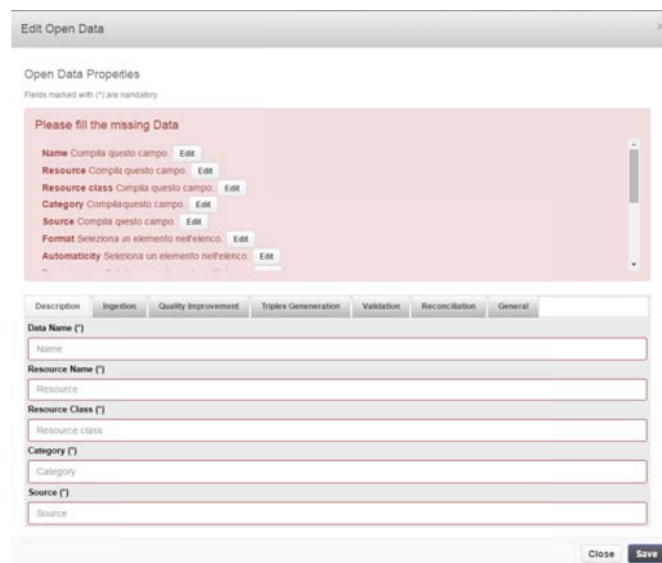 Edit Open Data
Open Data Properties
Fields marked with (*) are mandatory
Please fill the missing Data
Name Compila questo campo. Edit
Resource Compila questo campo. Edit
Resource class Compila questo campo. Edit
Category Compila questo campo. Edit
Source Compila questo campo. Edit
Format Seleziona un elemento nell'elenco. Edit
Automaticity Seleziona un elemento nell'elenco. Edit
Description Ingestion Quality Improvement Triples Geneneration Validation Reconciliation General
Data Name (*)
Name
Resource Name (*)
Resource
Resource Class (*)
Resource class
Category (*)
Category
Source (*)
Source
Close Save